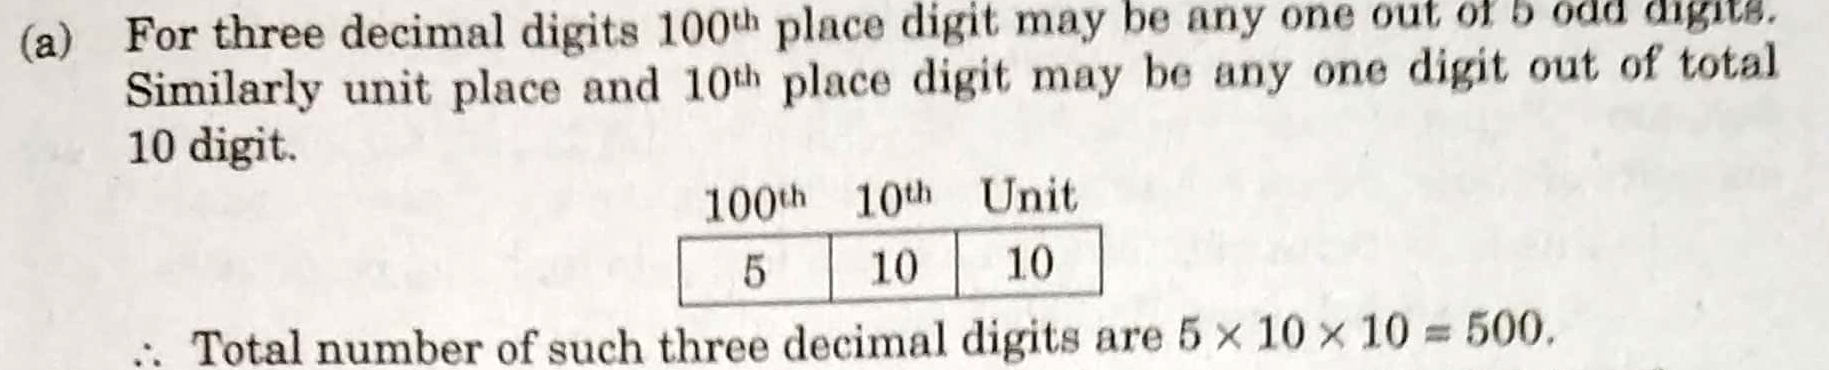 (a) For three decimal digits 100th place digit may be any one out of 5 odd digits.
Similarly unit place and 10th place digit may be any one digit out of total
10 digit.
100th 10th Unit
5 10 10
∴ Total number of such three decimal digits are 5 × 10 × 10 = 500.